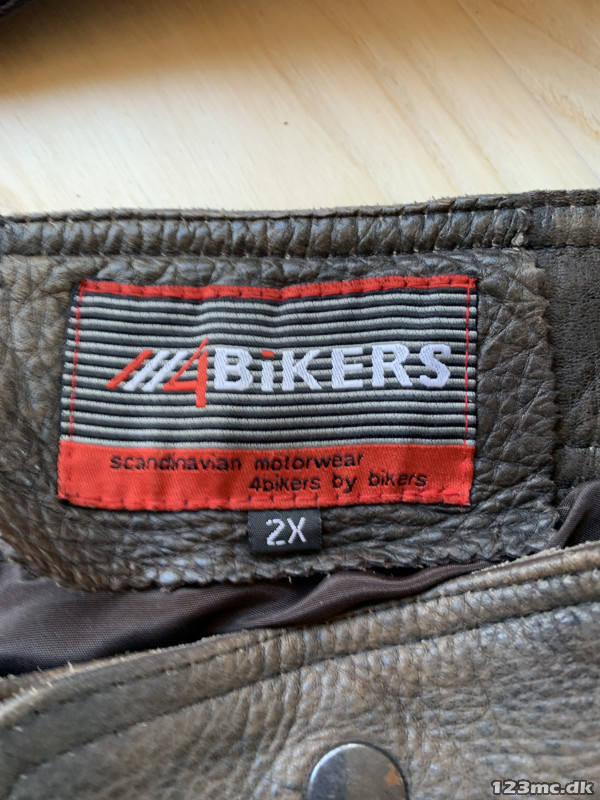 4BiKERS
scandinavian motorwear
4bikers by bikers
2X
123mc.dk